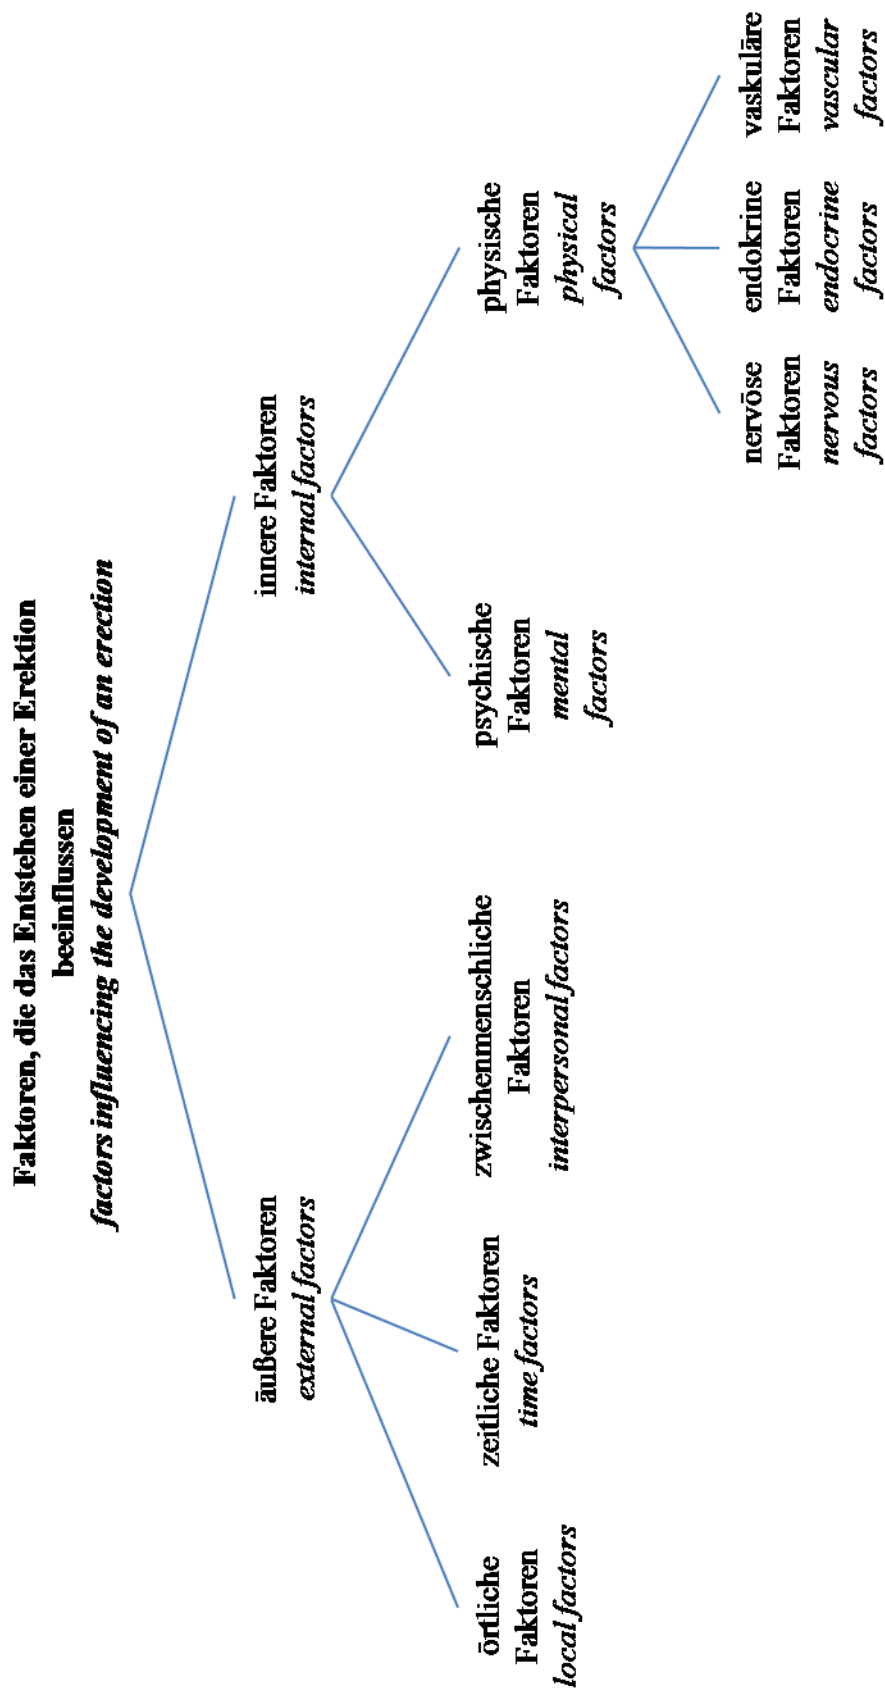 Faktoren, die das Entstehen einer Erektion
beeinflussen
factors influencing the development of an erection
äußere Faktoren
external factors
innere Faktoren
internal factors
örtliche
Faktoren
local factors
zeitliche Faktoren
time factors
zwischenmenschliche
Faktoren
interpersonal factors
psychische
Faktoren
mental
factors
physische
Faktoren
physical
factors
nervöse
Faktoren
nervous
factors
endokrine
Faktoren
endocrine
factors
vaskuläre
Faktoren
vascular
factors